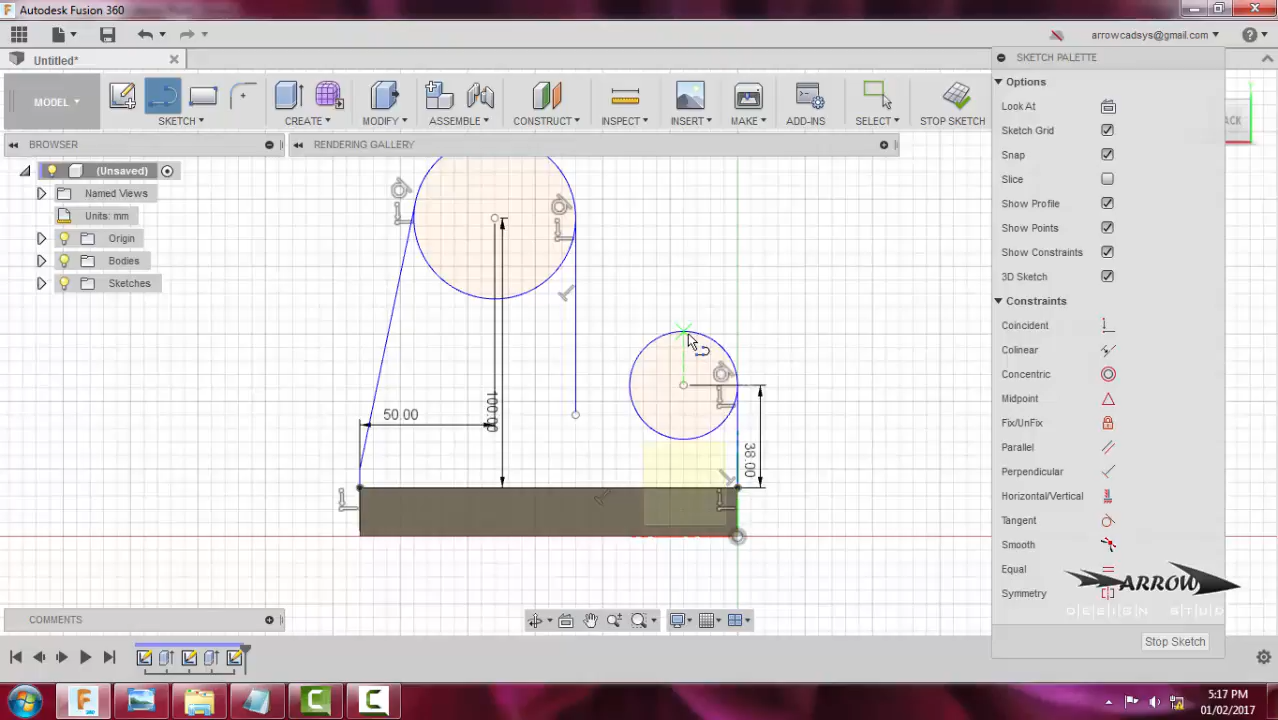 Autodesk Fusion 360
arrowcadsys@gmail.com
Untitled*
SKETCH PALETTE
MODEL
SKETCH
CREATE
MODIFY
ASSEMBLE
CONSTRUCT
INSPECT
INSERT
MAKE
ADD-INS
SELECT
STOP SKETCH
Options
Look At
Sketch Grid
Snap
Slice
Show Profile
Show Points
Show Constraints
3D Sketch
Constraints
Coincident
Colinear
Concentric
Midpoint
Fix/UnFix
Parallel
Perpendicular
Horizontal/Vertical
Tangent
Smooth
Equal
Symmetry
Stop Sketch
BROWSER
RENDERING GALLERY
(Unsaved)
Named Views
Units: mm
Origin
Bodies
Sketches
50.00
100.00
38.00
ARROW
DESIGN STUD
COMMENTS
5:17 PM
01/02/2017